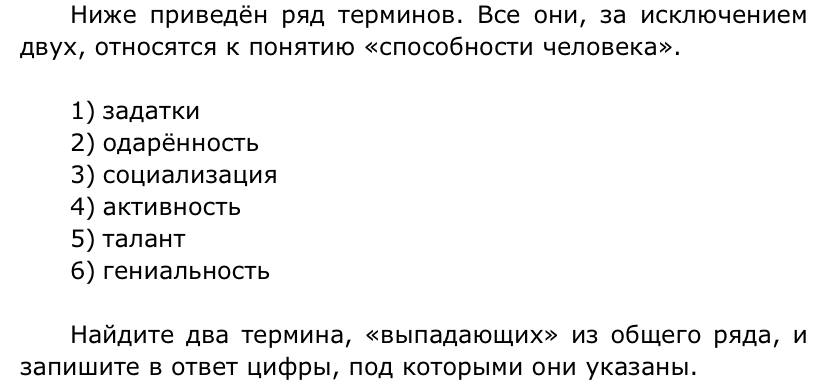 Ниже приведён ряд терминов. Все они, за исключением
двух, относятся к понятию «способности человека».
1) задатки
2) одарённость
3) социализация
4) активность
5) талант
6) гениальность
Найдите два термина, «выпадающих» из общего ряда, и
запишите в ответ цифры, под которыми они указаны.